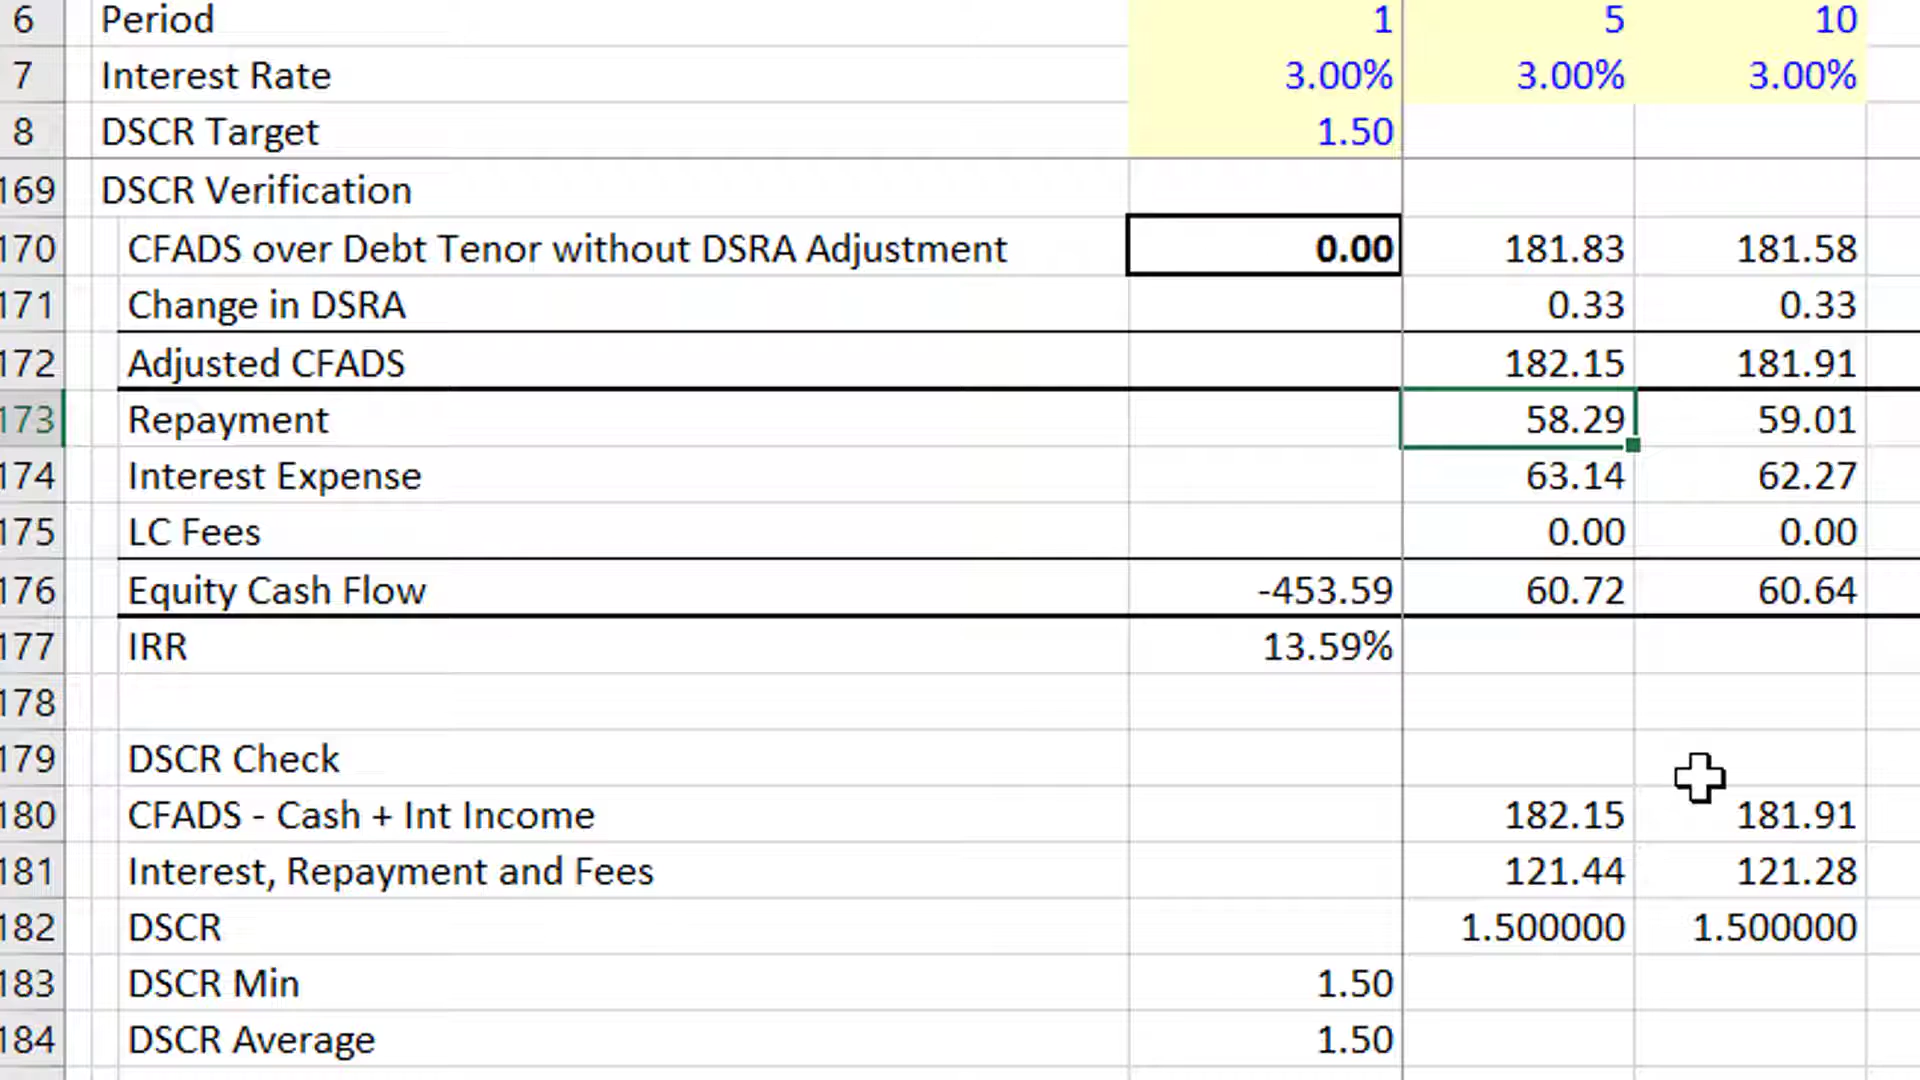 6 Period 1 5 10
7 Interest Rate 3.00% 3.00% 3.00%
8 DSCR Target 1.50
169 DSCR Verification
170 CFADS over Debt Tenor without DSRA Adjustment 0.00 181.83 181.58
171 Change in DSRA 0.33 0.33
172 Adjusted CFADS 182.15 181.91
173 Repayment 58.29 59.01
174 Interest Expense 63.14 62.27
175 LC Fees 0.00 0.00
176 Equity Cash Flow -453.59 60.72 60.64
177 IRR 13.59%
178
179 DSCR Check
180 CFADS - Cash + Int Income 182.15 181.91
181 Interest, Repayment and Fees 121.44 121.28
182 DSCR 1.500000 1.500000
183 DSCR Min 1.50
184 DSCR Average 1.50